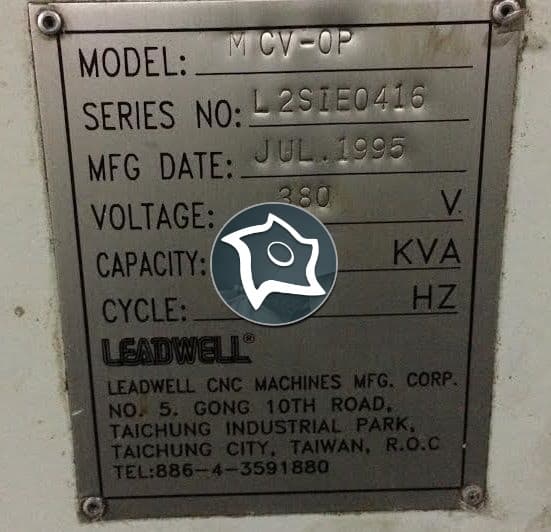 MODEL: MCV-OP
SERIES NO: L2SIE0416
MFG DATE: JUL.1995
VOLTAGE: 380 V
CAPACITY: KVA
CYCLE: HZ
LEADWELL®
LEADWELL CNC MACHINES MFG. CORP.
NO. 5. GONG 10TH ROAD,
TAICHUNG INDUSTRIAL PARK,
TAICHUNG CITY, TAIWAN, R.O.C
TEL:886-4-3591880